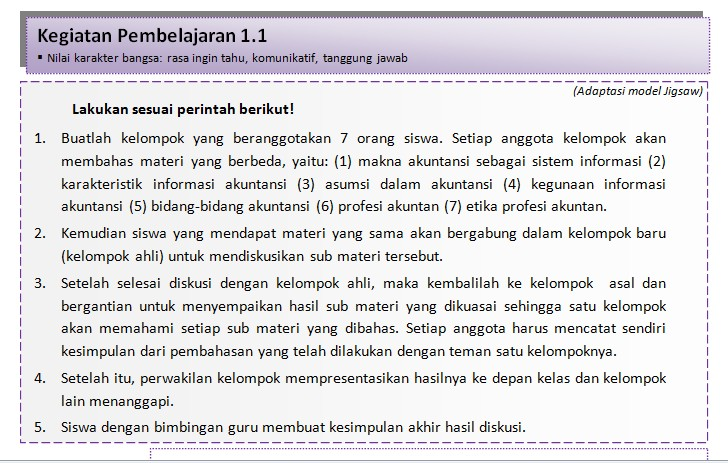 Kegiatan Pembelajaran 1.1
▪ Nilai karakter bangsa: rasa ingin tahu, komunikatif, tanggung jawab
(Adaptasi model Jigsaw)
Lakukan sesuai perintah berikut!
1. Buatlah kelompok yang beranggotakan 7 orang siswa. Setiap anggota kelompok akan
membahas materi yang berbeda, yaitu: (1) makna akuntansi sebagai sistem informasi (2)
karakteristik informasi akuntansi (3) asumsi dalam akuntansi (4) kegunaan informasi
akuntansi (5) bidang-bidang akuntansi (6) profesi akuntan (7) etika profesi akuntan.
2. Kemudian siswa yang mendapat materi yang sama akan bergabung dalam kelompok baru
(kelompok ahli) untuk mendiskusikan sub materi tersebut.
3. Setelah selesai diskusi dengan kelompok ahli, maka kembalilah ke kelompok asal dan
bergantian untuk menyempaikan hasil sub materi yang dikuasai sehingga satu kelompok
akan memahami setiap sub materi yang dibahas. Setiap anggota harus mencatat sendiri
kesimpulan dari pembahasan yang telah dilakukan dengan teman satu kelompoknya.
4. Setelah itu, perwakilan kelompok mempresentasikan hasilnya ke depan kelas dan kelompok
lain menanggapi.
5. Siswa dengan bimbingan guru membuat kesimpulan akhir hasil diskusi.